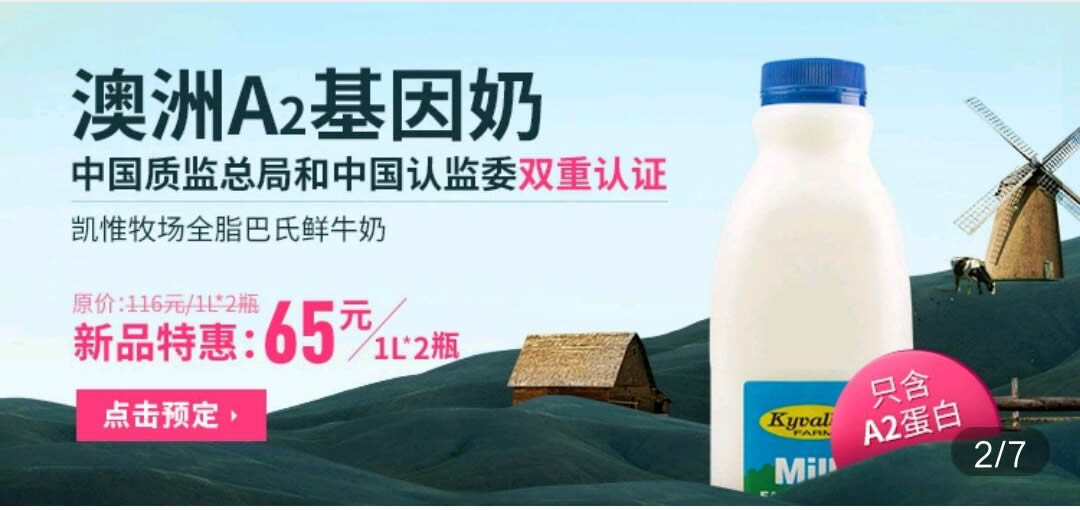 澳洲A2基因奶
中国质监总局和中国认监委双重认证
凯惟牧场全脂巴氏鲜牛奶
原价:116元/1L*2瓶
新品特惠:65元/1L*2瓶
点击预定
只含
A2蛋白
FARM
2/7